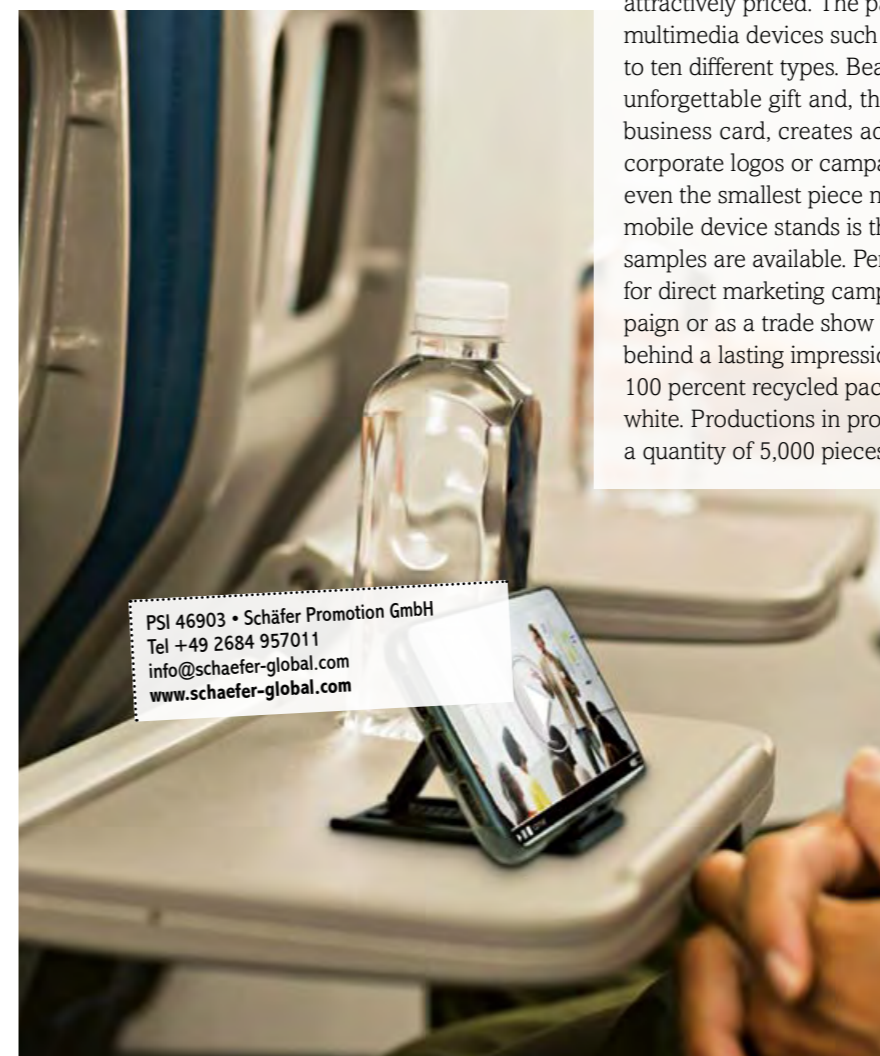 attractively priced. The pa
multimedia devices such
to ten different types. Bea
unforgettable gift and, th
business card, creates ad
corporate logos or campa
even the smallest piece n
mobile device stands is th
samples are available. Per
for direct marketing camp
paign or as a trade show
behind a lasting impressio
100 percent recycled pac
white. Productions in pro
a quantity of 5,000 pieces
PSI 46903 • Schäfer Promotion GmbH
Tel +49 2684 957011
info@schaefer-global.com
www.schaefer-global.com